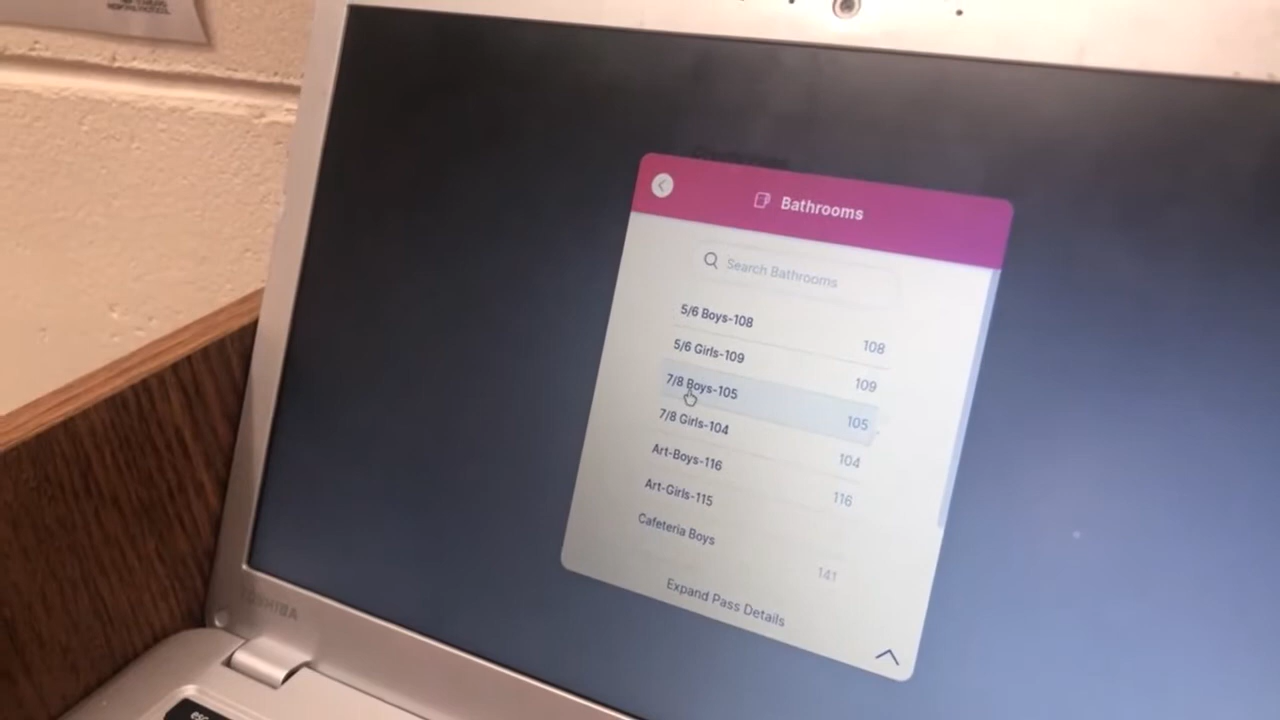 Bathrooms
Search Bathrooms
5/6 Boys-108 108
5/6 Girls-109 109
7/8 Boys-105 105
7/8 Girls-104 104
Art-Boys-116 116
Art-Girls-115
Cafeteria Boys 141
Expand Pass Details
TOSHIBA
esc